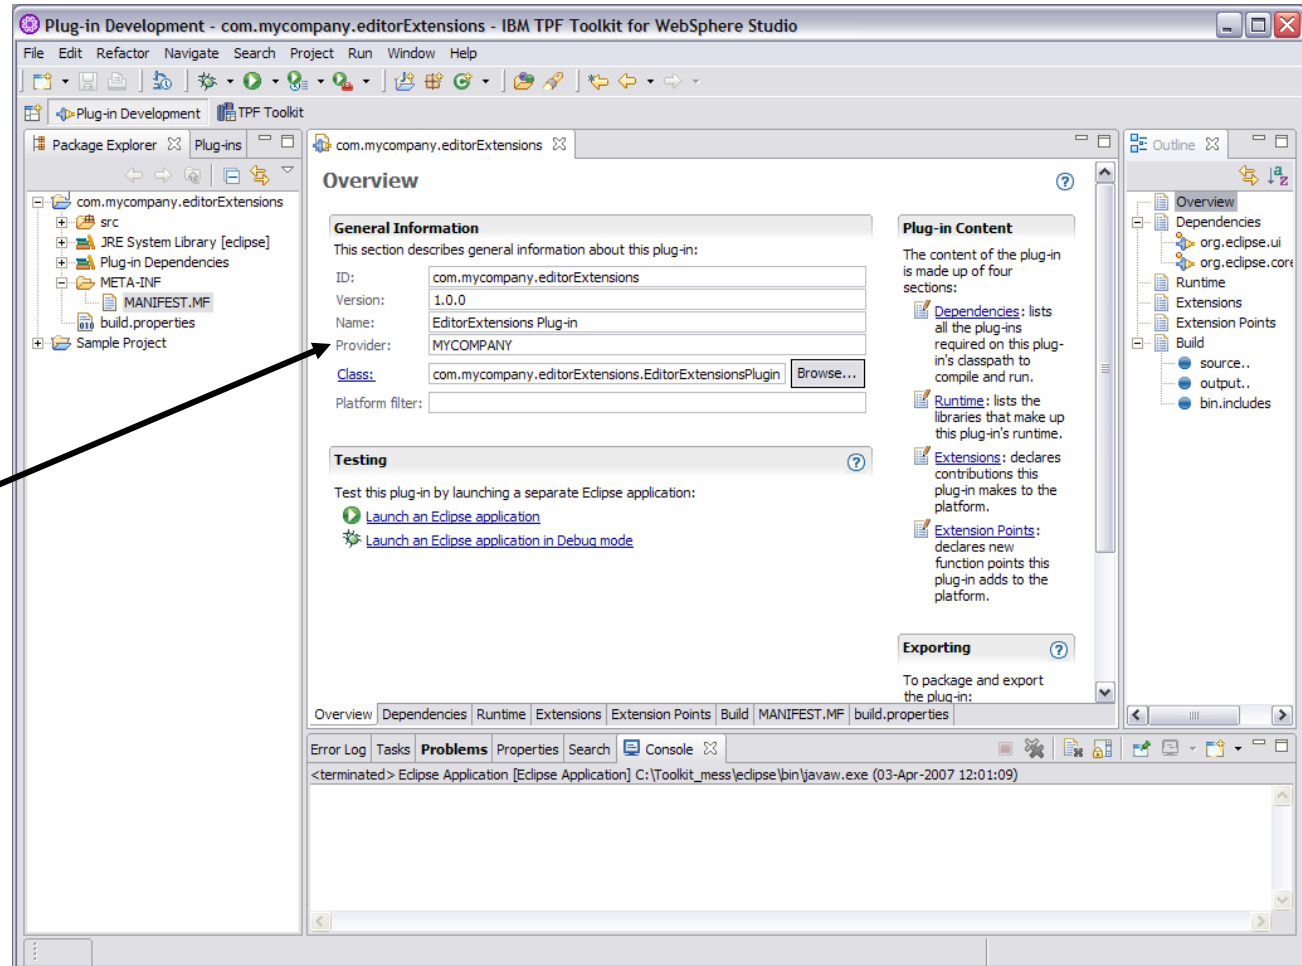 Plug-in Development - com.mycompany.editorExtensions - IBM TPF Toolkit for WebSphere Studio
File Edit Refactor Navigate Search Project Run Window Help
Plug-in Development TPF Toolkit
Package Explorer Plug-ins
com.mycompany.editorExtensions
src
JRE System Library [eclipse]
Plug-in Dependencies
META-INF
MANIFEST.MF
build.properties
Sample Project
com.mycompany.editorExtensions
Overview
General Information
This section describes general information about this plug-in:
ID: com.mycompany.editorExtensions
Version: 1.0.0
Name: EditorExtensions Plug-in
Provider: MYCOMPANY
Class: com.mycompany.editorExtensions.EditorExtensionsPlugin Browse...
Platform filter:
Testing
Test this plug-in by launching a separate Eclipse application:
Launch an Eclipse application
Launch an Eclipse application in Debug mode
Plug-in Content
The content of the plug-in
is made up of four
sections:
Dependencies: lists
all the plug-ins
required on this plug-
in's classpath to
compile and run.
Runtime: lists the
libraries that make up
this plug-in's runtime.
Extensions: declares
contributions this
plug-in makes to the
platform.
Extension Points:
declares new
function points this
plug-in adds to the
platform.
Exporting
To package and export
the plug-in:
Overview Dependencies Runtime Extensions Extension Points Build MANIFEST.MF build.properties
Outline
Overview
Dependencies
org.eclipse.ui
org.eclipse.core
Runtime
Extensions
Extension Points
Build
source..
output..
bin.includes
Error Log Tasks Problems Properties Search Console
<terminated> Eclipse Application [Eclipse Application] C:\Toolkit_mess\eclipse\bin\javaw.exe (03-Apr-2007 12:01:09)